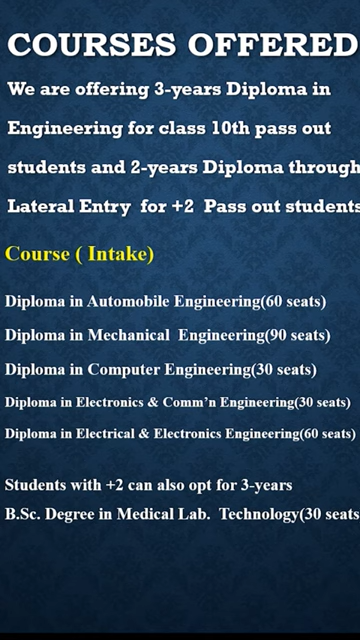 COURSES OFFERED
We are offering 3-years Diploma in
Engineering for class 10th pass out
students and 2-years Diploma through
Lateral Entry for +2 Pass out students
Course ( Intake)
Diploma in Automobile Engineering(60 seats)
Diploma in Mechanical Engineering(90 seats)
Diploma in Computer Engineering(30 seats)
Diploma in Electronics & Comm'n Engineering(30 seats)
Diploma in Electrical & Electronics Engineering(60 seats)
Students with +2 can also opt for 3-years
B.Sc. Degree in Medical Lab. Technology(30 seats